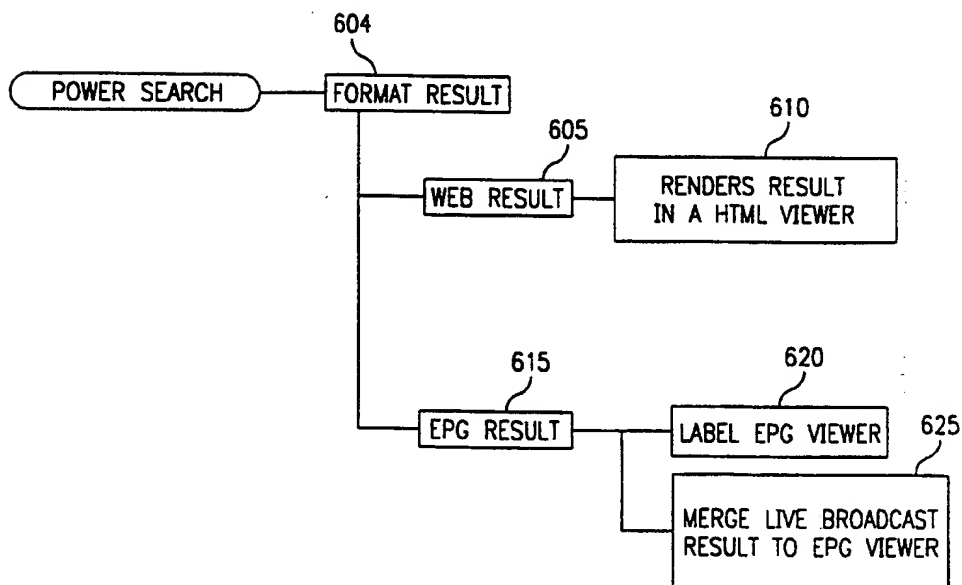 604
POWER SEARCH
FORMAT RESULT
605
610
WEB RESULT
RENDERS RESULT
IN A HTML VIEWER
615
620
EPG RESULT
LABEL EPG VIEWER
625
MERGE LIVE BROADCAST
RESULT TO EPG VIEWER